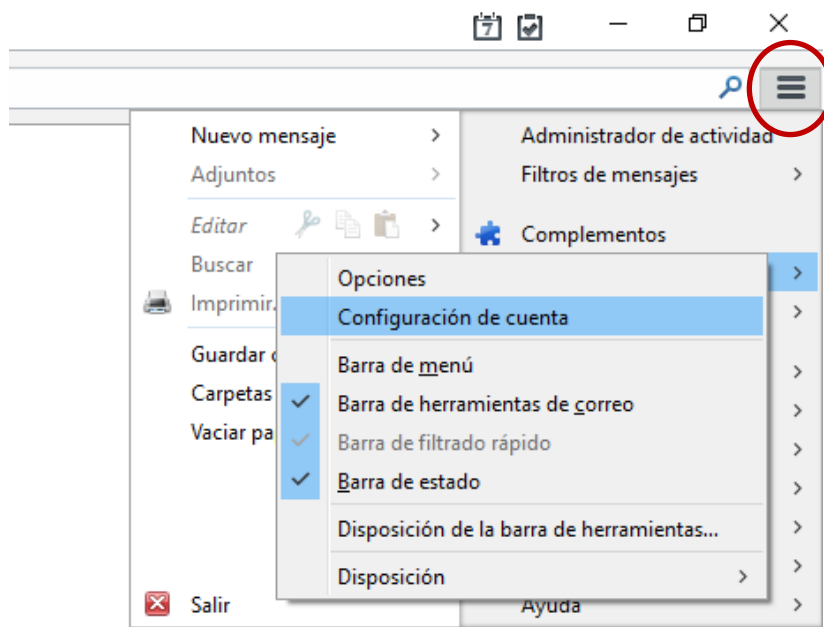 7
Nuevo mensaje
Adjuntos
Editar
Buscar
Imprimir.
Guardar
Carpetas
Vaciar
Salir
Administrador de actividad
Filtros de mensajes
Complementos
Ayuda
Opciones
Configuración de cuenta
Barra de menú
Barra de herramientas de correo
Barra de filtrado rápido
Barra de estado
Disposición de la barra de herramientas...
Disposición